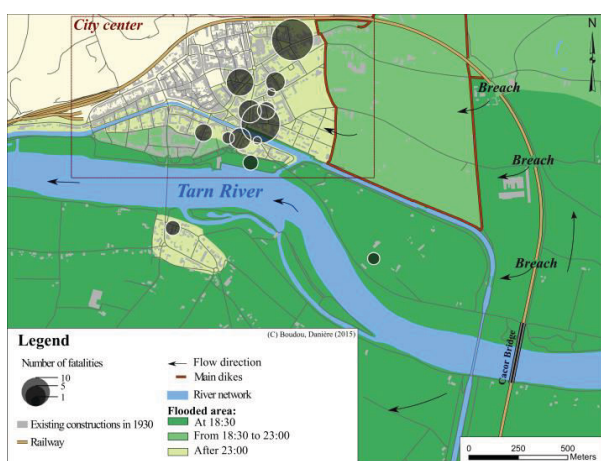 City center
N
Breach
Breach
Tarn River
Breach
Cacor Bridge
(C) Boudou, Danière (2015)
Legend
Number of fatalities
10
5
1
Existing constructions in 1930
Railway
Flow direction
Main dikes
River network
Flooded area:
At 18:30
From 18:30 to 23:00
After 23:00
0 250 500
Meters